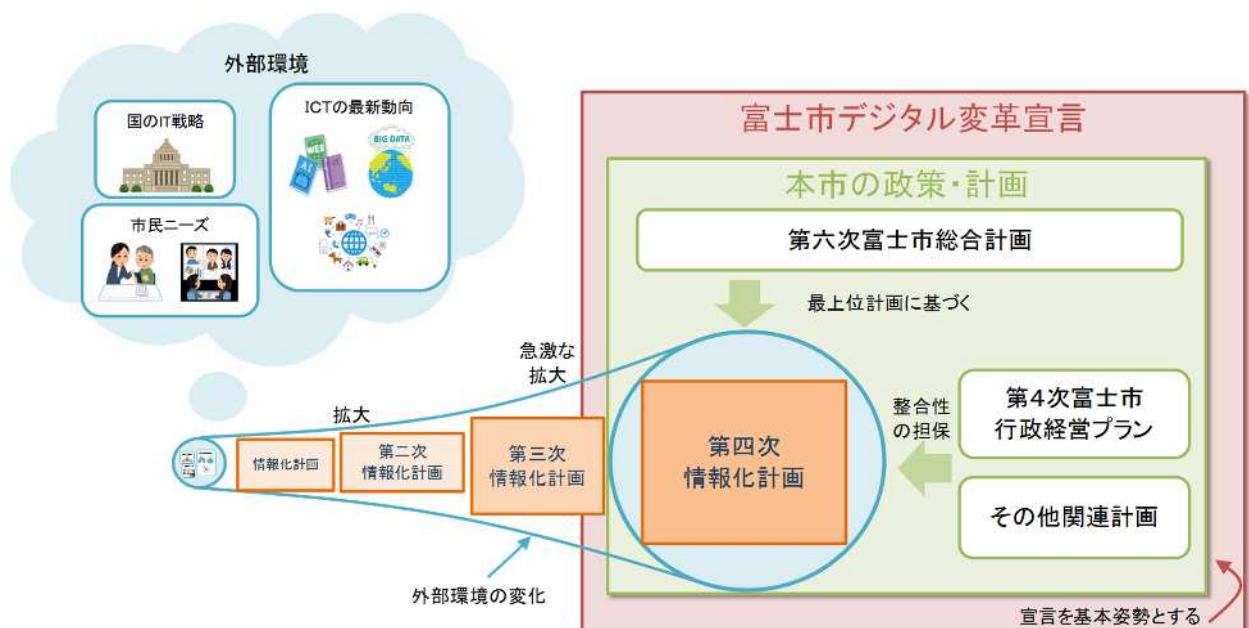 外部環境
国のIT戦略
ICTの最新動向
WEB
AI
BIG DATA
市民ニーズ
富士市デジタル変革宣言
本市の政策・計画
第六次富士市総合計画
最上位計画に基づく
急激な
拡大
拡大
情報化計画
第二次
情報化計画
第三次
情報化計画
第四次
情報化計画
整合性
の担保
第4次富士市
行政経営プラン
その他関連計画
外部環境の変化
宣言を基本姿勢とする